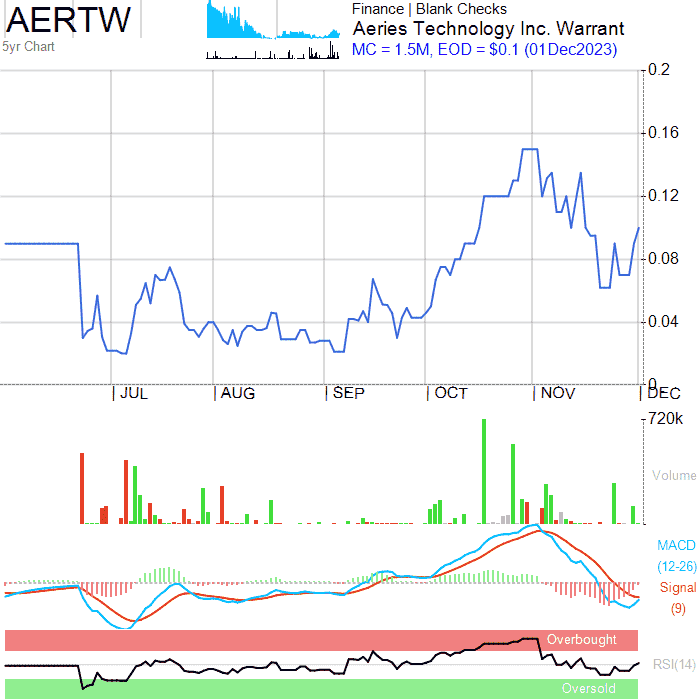 AERTW
5yr Chart
Finance | Blank Checks
Aeries Technology Inc. Warrant
MC = 1.5M, EOD = $0.1 (01Dec2023)
0.2
0.16
0.12
0.08
0.04
0
JUL AUG SEP OCT NOV DEC
720k
Volume
MACD
(12-26)
Signal
(9)
Overbought
RSI(14)
Oversold